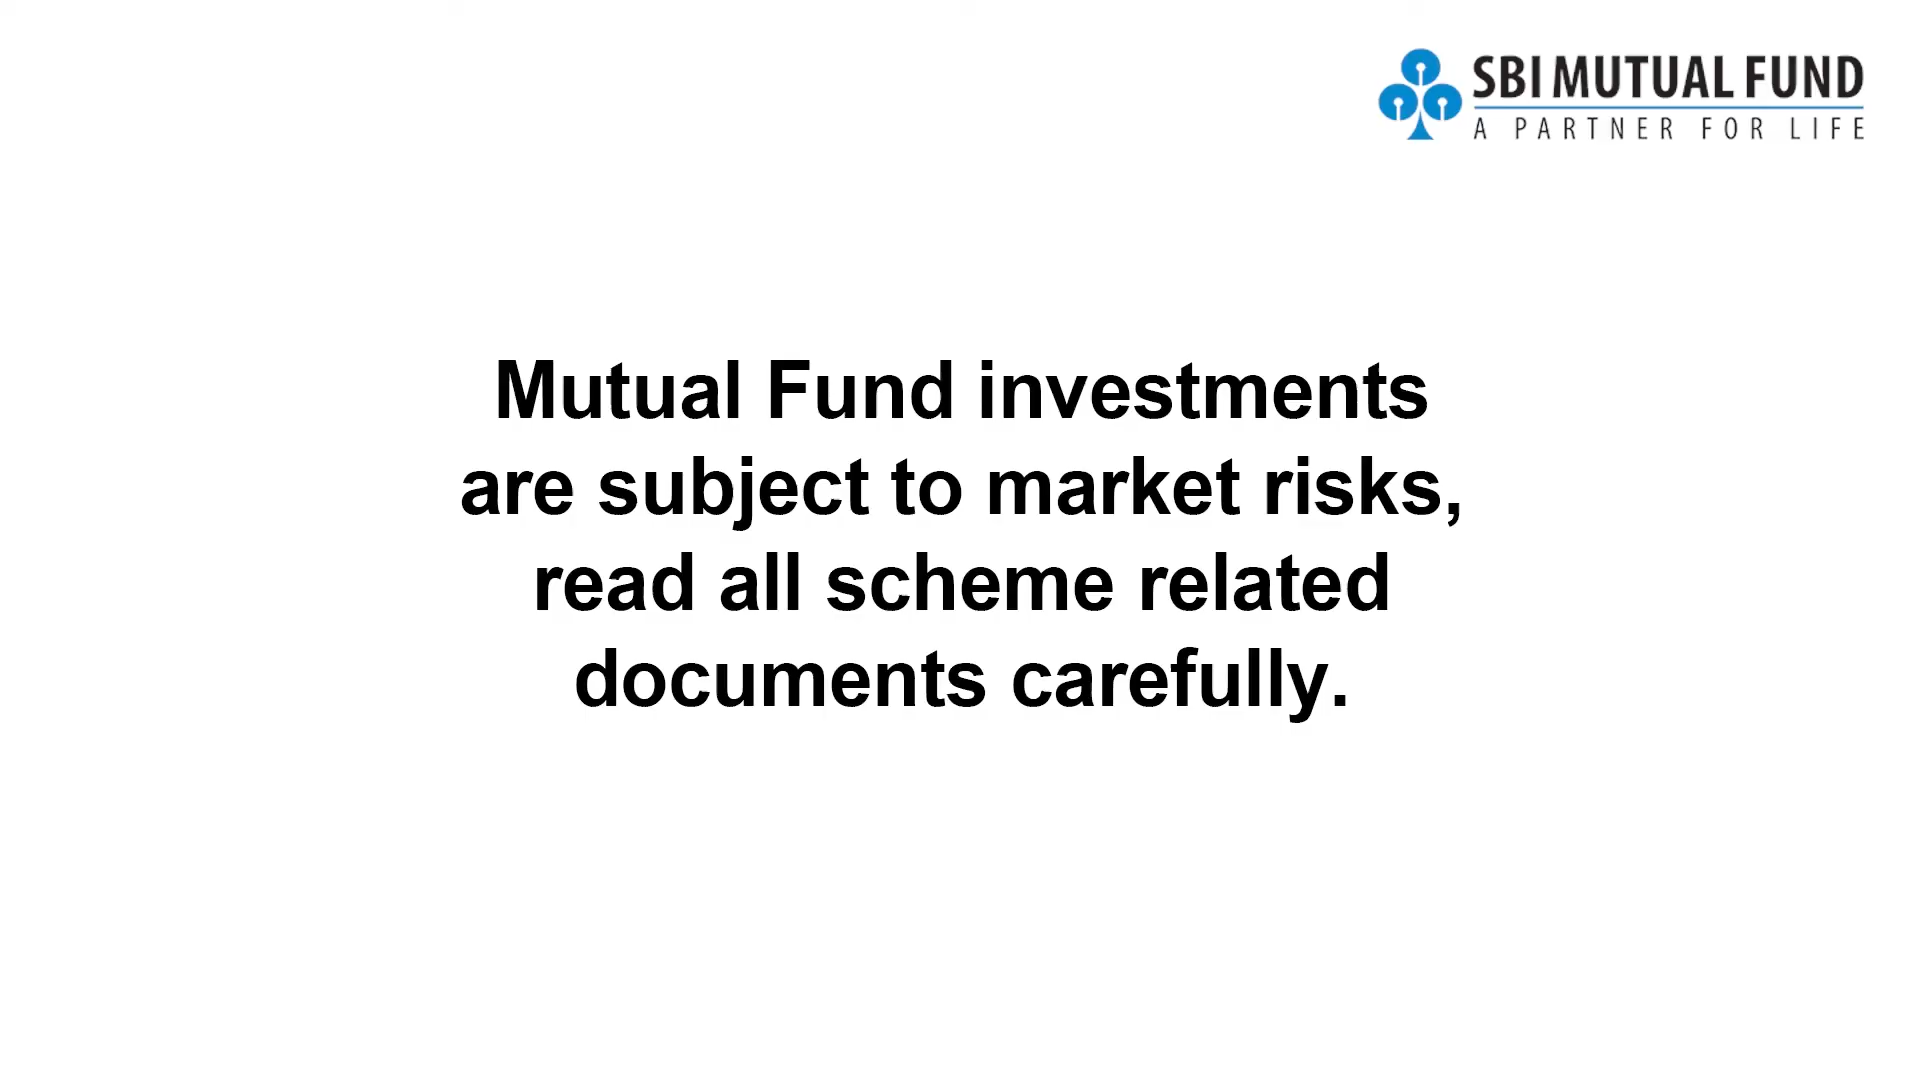 SBI MUTUAL FUND
A PARTNER FOR LIFE
Mutual Fund investments
are subject to market risks,
read all scheme related
documents carefully.